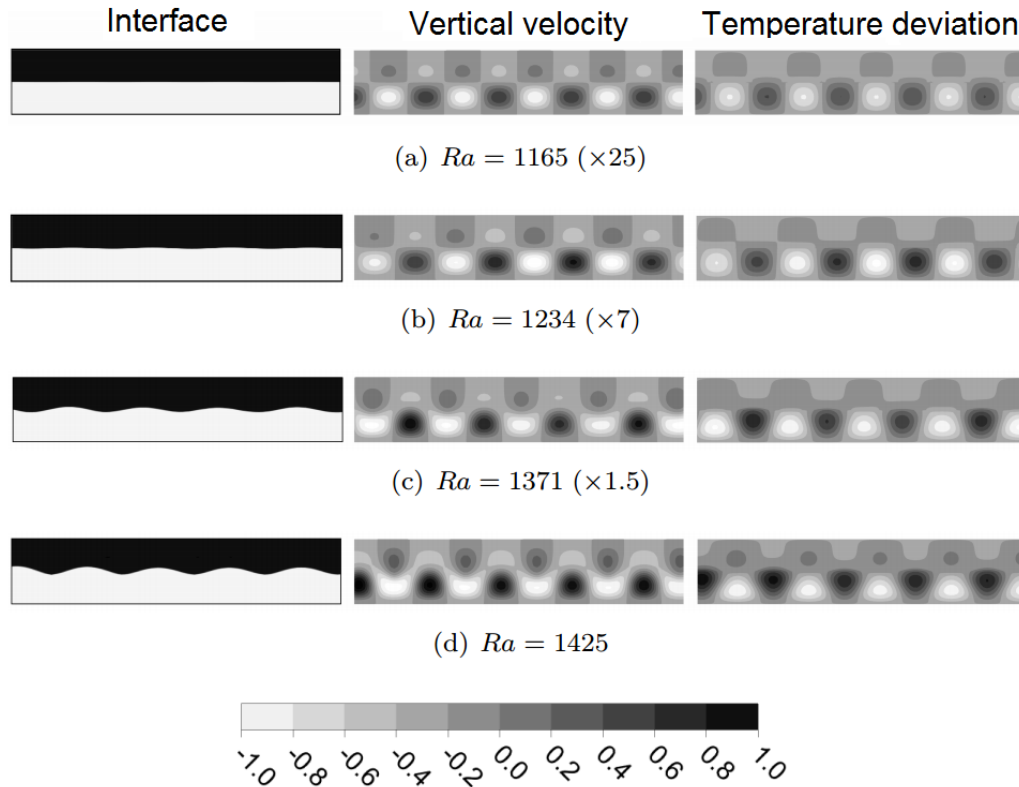 Interface Vertical velocity Temperature deviation
(a) Ra = 1165 (×25)
(b) Ra = 1234 (×7)
(c) Ra = 1371 (×1.5)
(d) Ra = 1425
-1.0 -0.8 -0.6 -0.4 -0.2 0.0 0.2 0.4 0.6 0.8 1.0